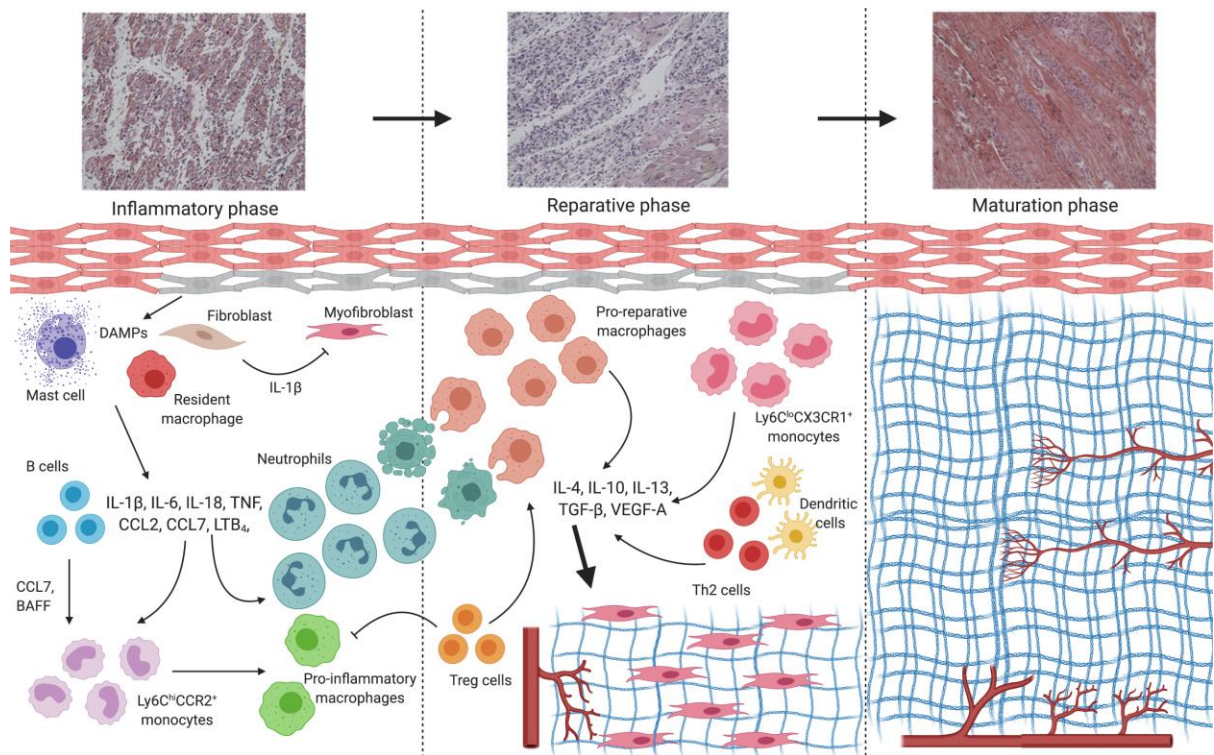 Inflammatory phase
Reparative phase
Maturation phase
DAMPs
Fibroblast
Myofibroblast
Mast cell
Resident
macrophage
IL-1β
B cells
Neutrophils
IL-1β, IL-6, IL-18, TNF,
CCL2, CCL7, LTB₄,
CCL7,
BAFF
Ly6CʰⁱCCR2⁺
monocytes
Pro-inflammatory
macrophages
Pro-reparative
macrophages
Ly6CˡᵒCX3CR1⁺
monocytes
IL-4, IL-10, IL-13,
TGF-β, VEGF-A
Dendritic
cells
Th2 cells
Treg cells